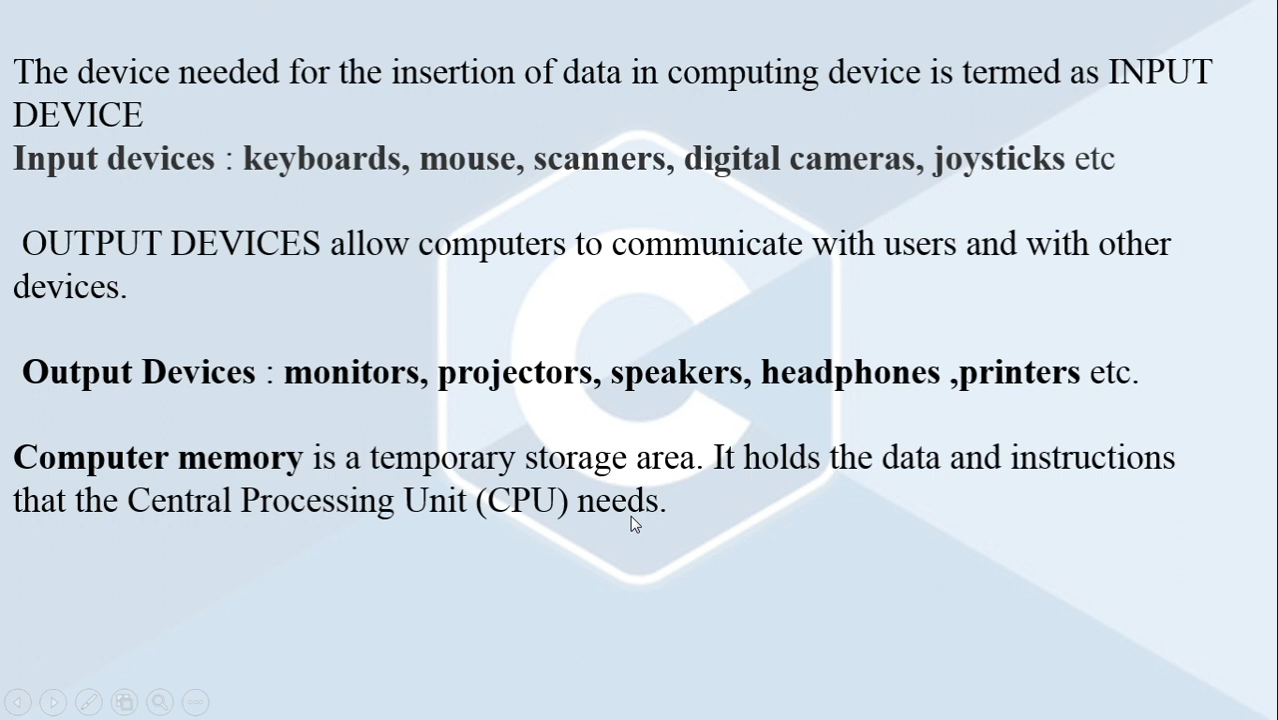 The device needed for the insertion of data in computing device is termed as INPUT
DEVICE
Input devices : keyboards, mouse, scanners, digital cameras, joysticks etc
OUTPUT DEVICES allow computers to communicate with users and with other
devices.
Output Devices : monitors, projectors, speakers, headphones ,printers etc.
Computer memory is a temporary storage area. It holds the data and instructions
that the Central Processing Unit (CPU) needs.
C